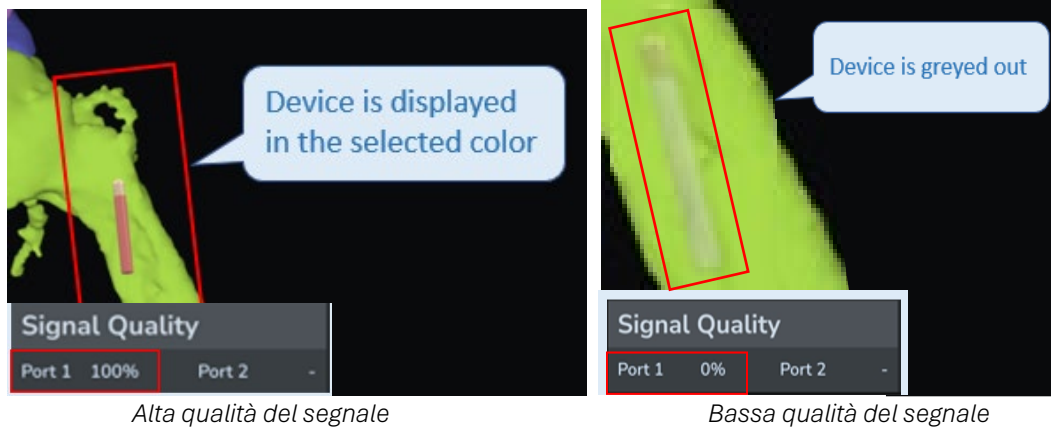 Device is displayed
in the selected color
Signal Quality
Port 1 100% Port 2 -
Alta qualità del segnale
Device is greyed out
Signal Quality
Port 1 0% Port 2 -
Bassa qualità del segnale